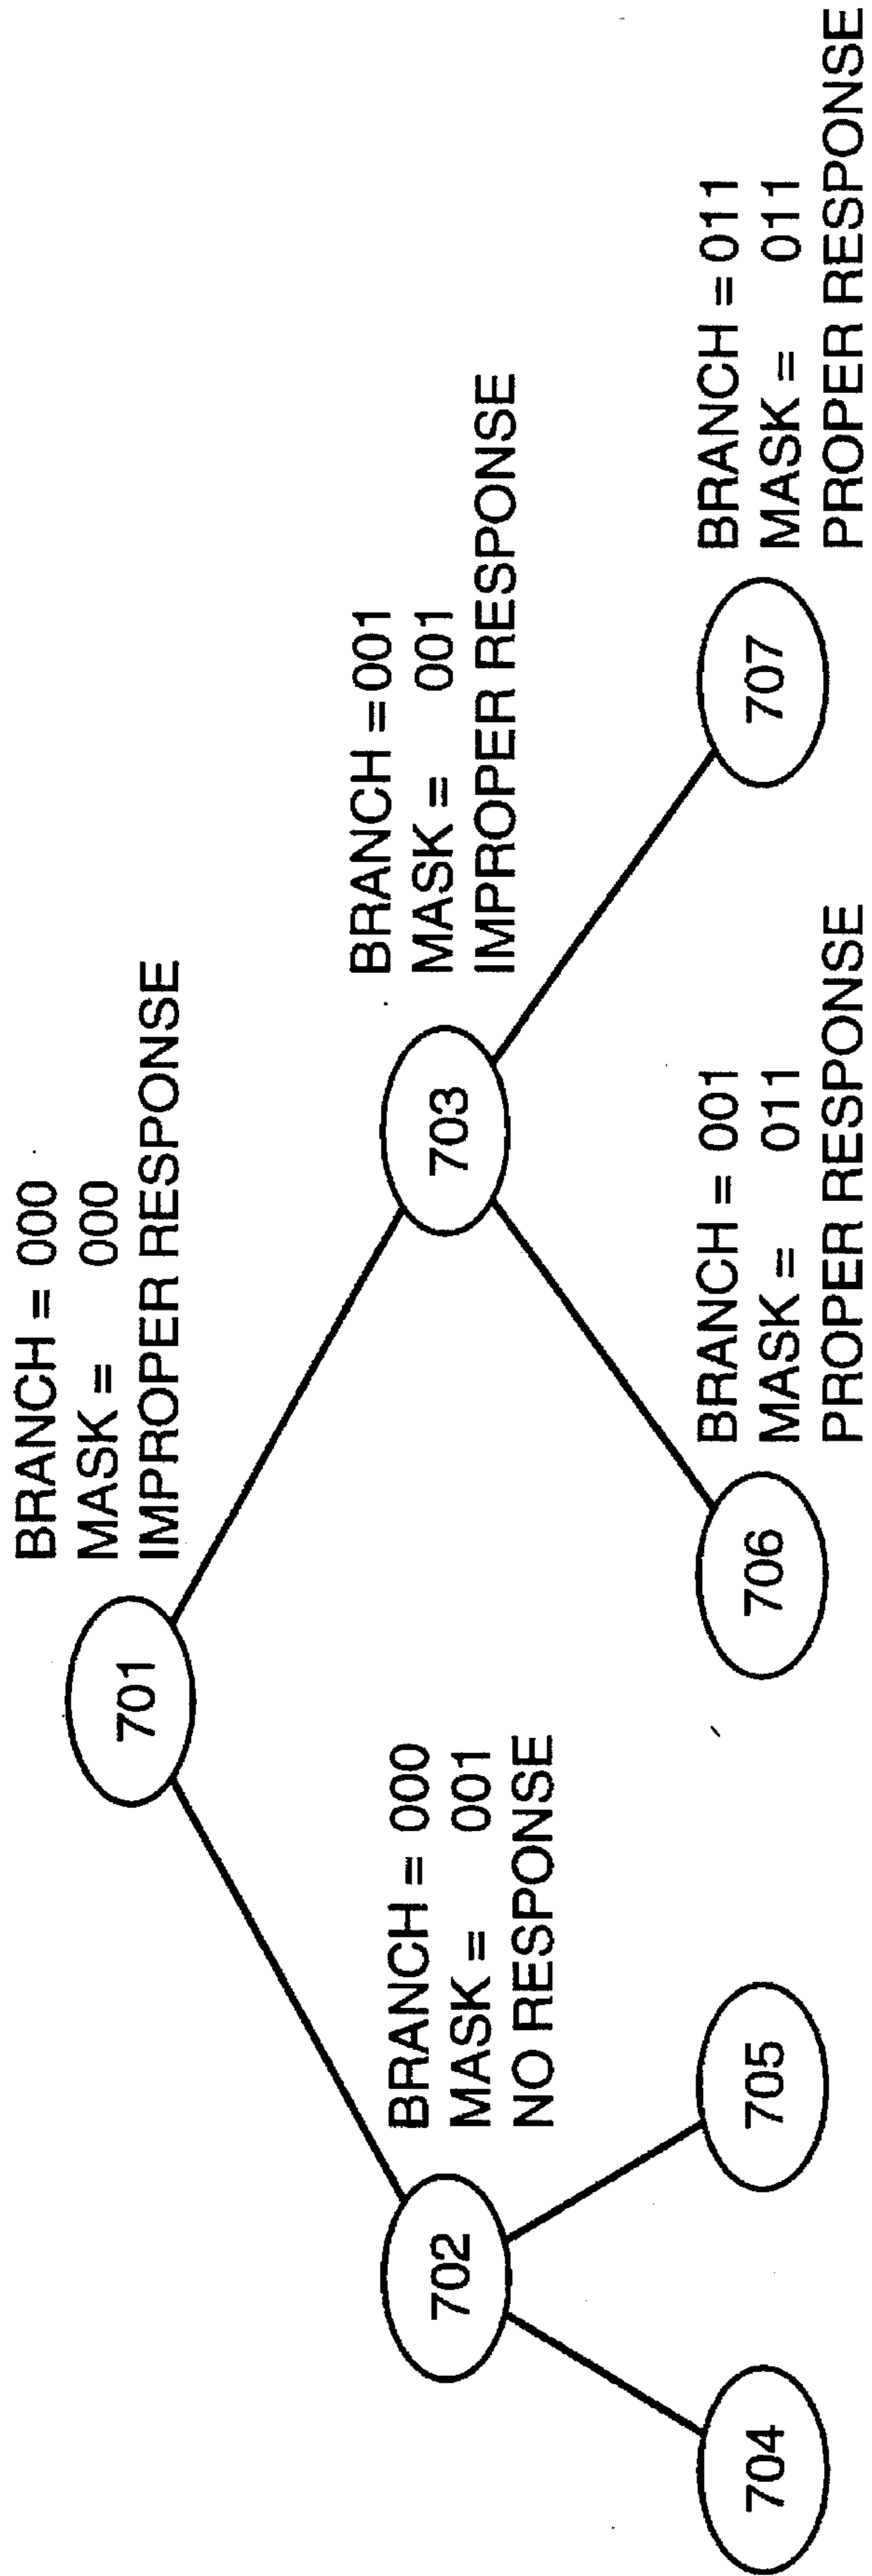 BRANCH = 000
MASK = 000
IMPROPER RESPONSE
701
BRANCH = 000
MASK = 001
NO RESPONSE
702
BRANCH = 001
MASK = 001
IMPROPER RESPONSE
703
704
705
BRANCH = 001
MASK = 011
PROPER RESPONSE
706
BRANCH = 011
MASK = 011
PROPER RESPONSE
707